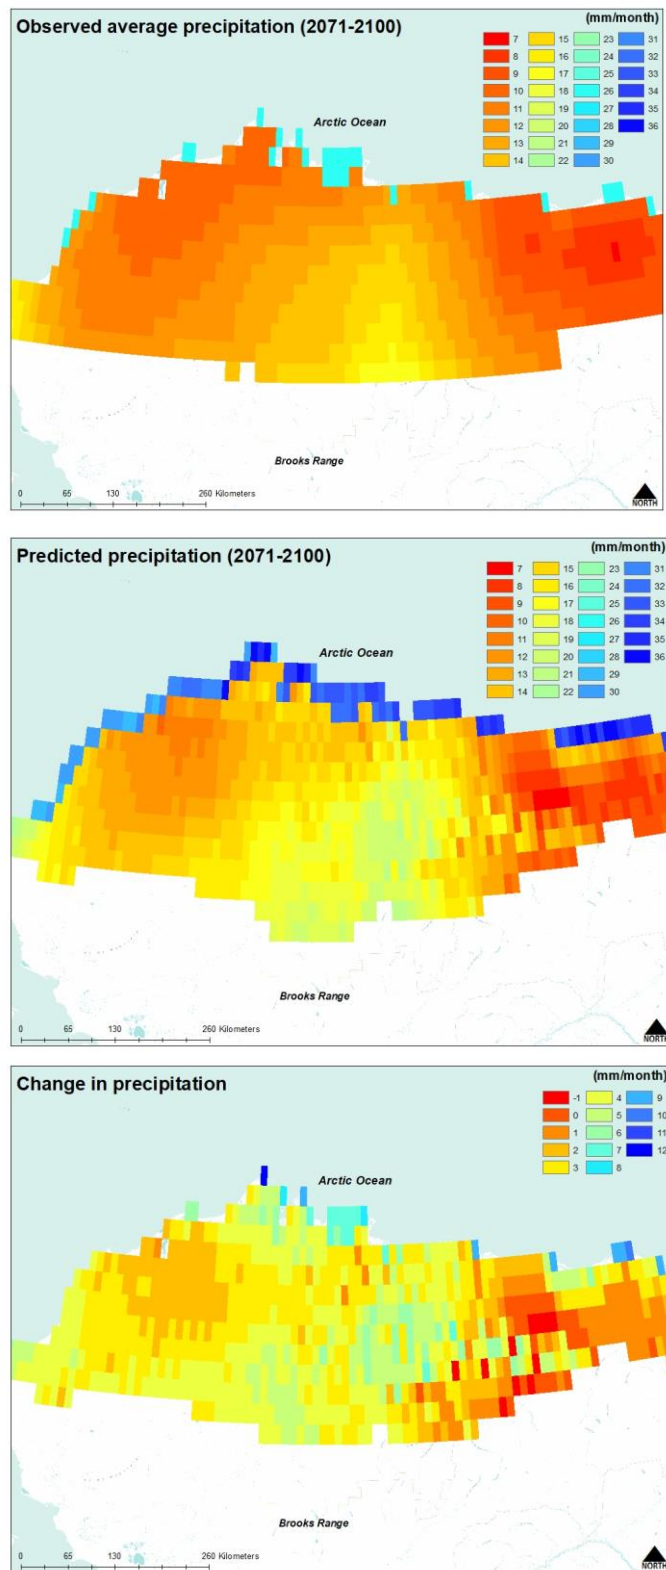 Observed average precipitation (2071-2100)
(mm/month)
7 15 23 31
8 16 24 32
9 17 25 33
10 18 26 34
11 19 27 35
12 20 28 36
13 21 29
14 22 30
Arctic Ocean
Brooks Range
0 65 130 260 Kilometers
NORTH
Predicted precipitation (2071-2100)
(mm/month)
7 15 23 31
8 16 24 32
9 17 25 33
10 18 26 34
11 19 27 35
12 20 28 36
13 21 29
14 22 30
Arctic Ocean
Brooks Range
0 65 130 260 Kilometers
NORTH
Change in precipitation
(mm/month)
-1 4 9
0 5 10
1 6 11
2 7 12
3 8
Arctic Ocean
Brooks Range
0 65 130 260 Kilometers
NORTH